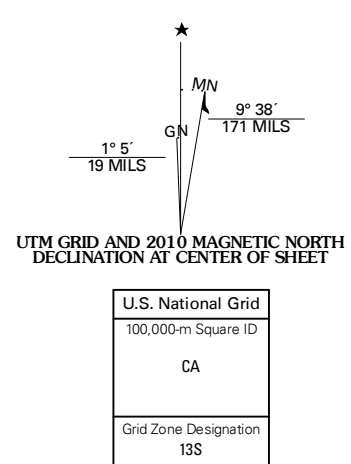 MN
9° 38´
171 MILS
GN
1° 5´
19 MILS
UTM GRID AND 2010 MAGNETIC NORTH
DECLINATION AT CENTER OF SHEET
U.S. National Grid
100,000-m Square ID
CA
Grid Zone Designation
13S